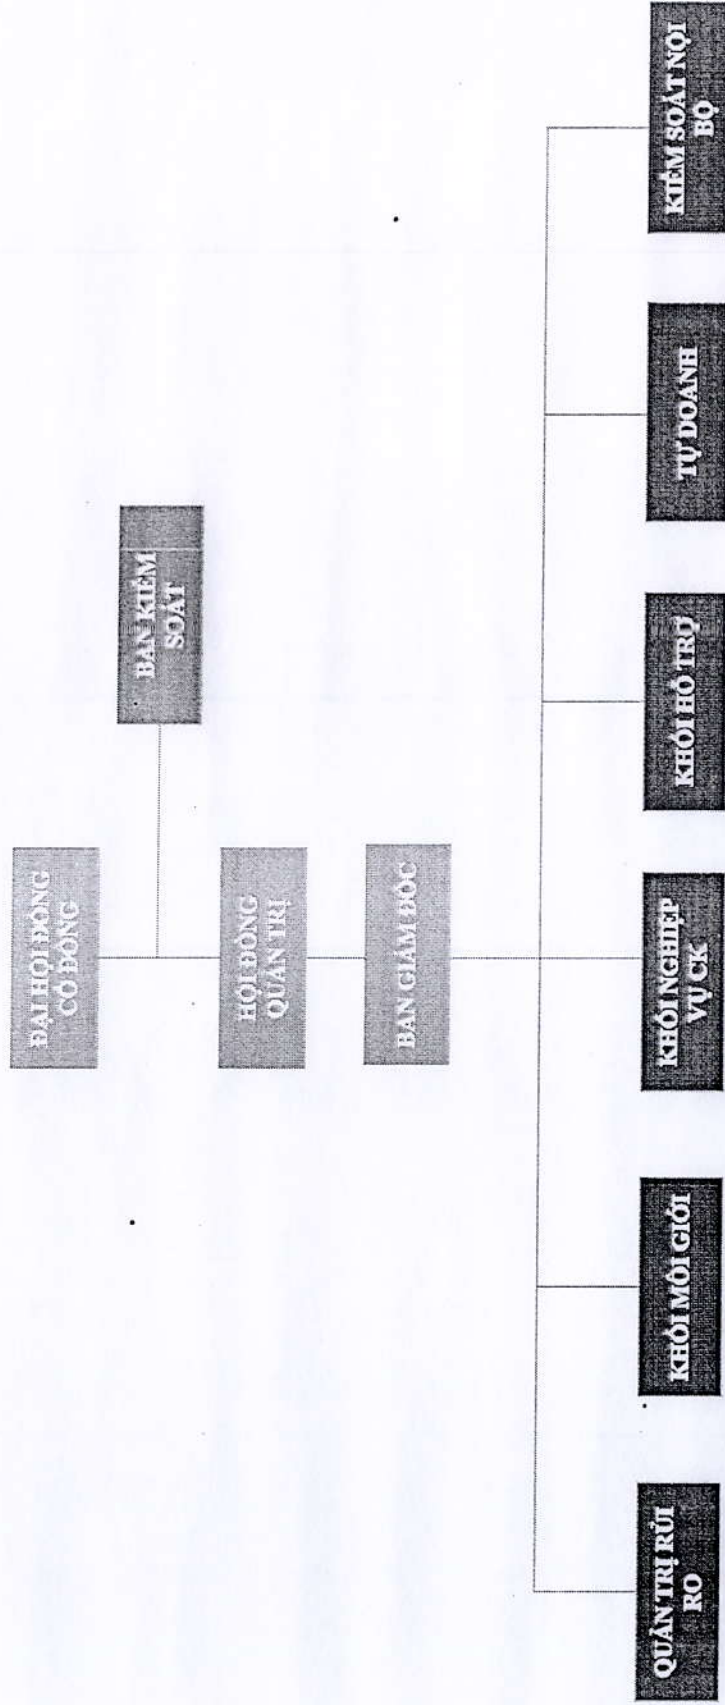 ĐẠI HỘI ĐỒNG
CỔ ĐÔNG
BAN KIỂM
SOÁT
HỘI ĐỒNG
QUẢN TRỊ
BAN GIÁM ĐỐC
QUẢN TRỊ RỦI
RO
KHỐI MÔI GIỚI
KHỐI NGHIỆP
VỤ CK
KHỐI HỖ TRỢ
TỰ DOANH
KIỂM SOÁT NỘI
BỘ